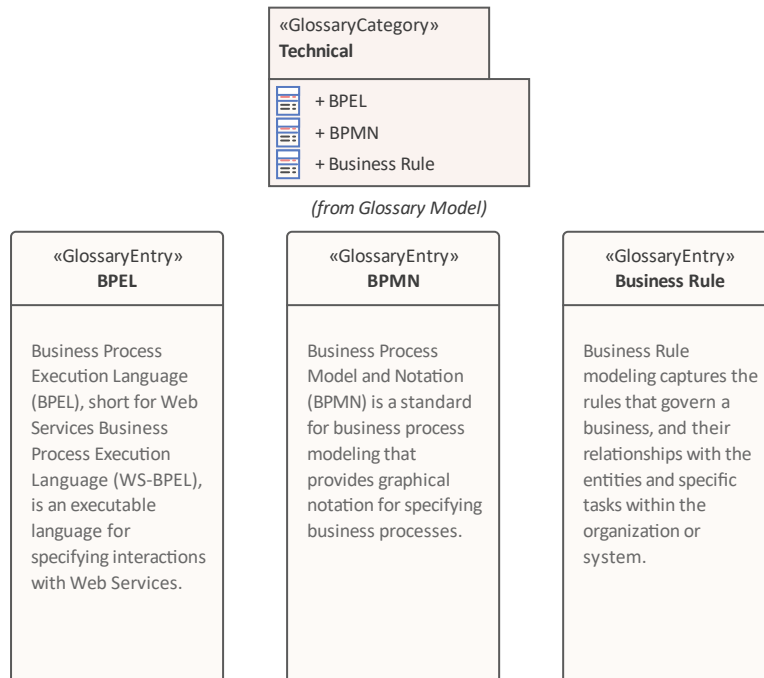 «GlossaryCategory»
Technical
+ BPEL
+ BPMN
+ Business Rule
(from Glossary Model)
«GlossaryEntry»
BPEL
Business Process
Execution Language
(BPEL), short for Web
Services Business
Process Execution
Language (WS-BPEL),
is an executable
language for
specifying interactions
with Web Services.
«GlossaryEntry»
BPMN
Business Process
Model and Notation
(BPMN) is a standard
for business process
modeling that
provides graphical
notation for specifying
business processes.
«GlossaryEntry»
Business Rule
Business Rule
modeling captures the
rules that govern a
business, and their
relationships with the
entities and specific
tasks within the
organization or
system.